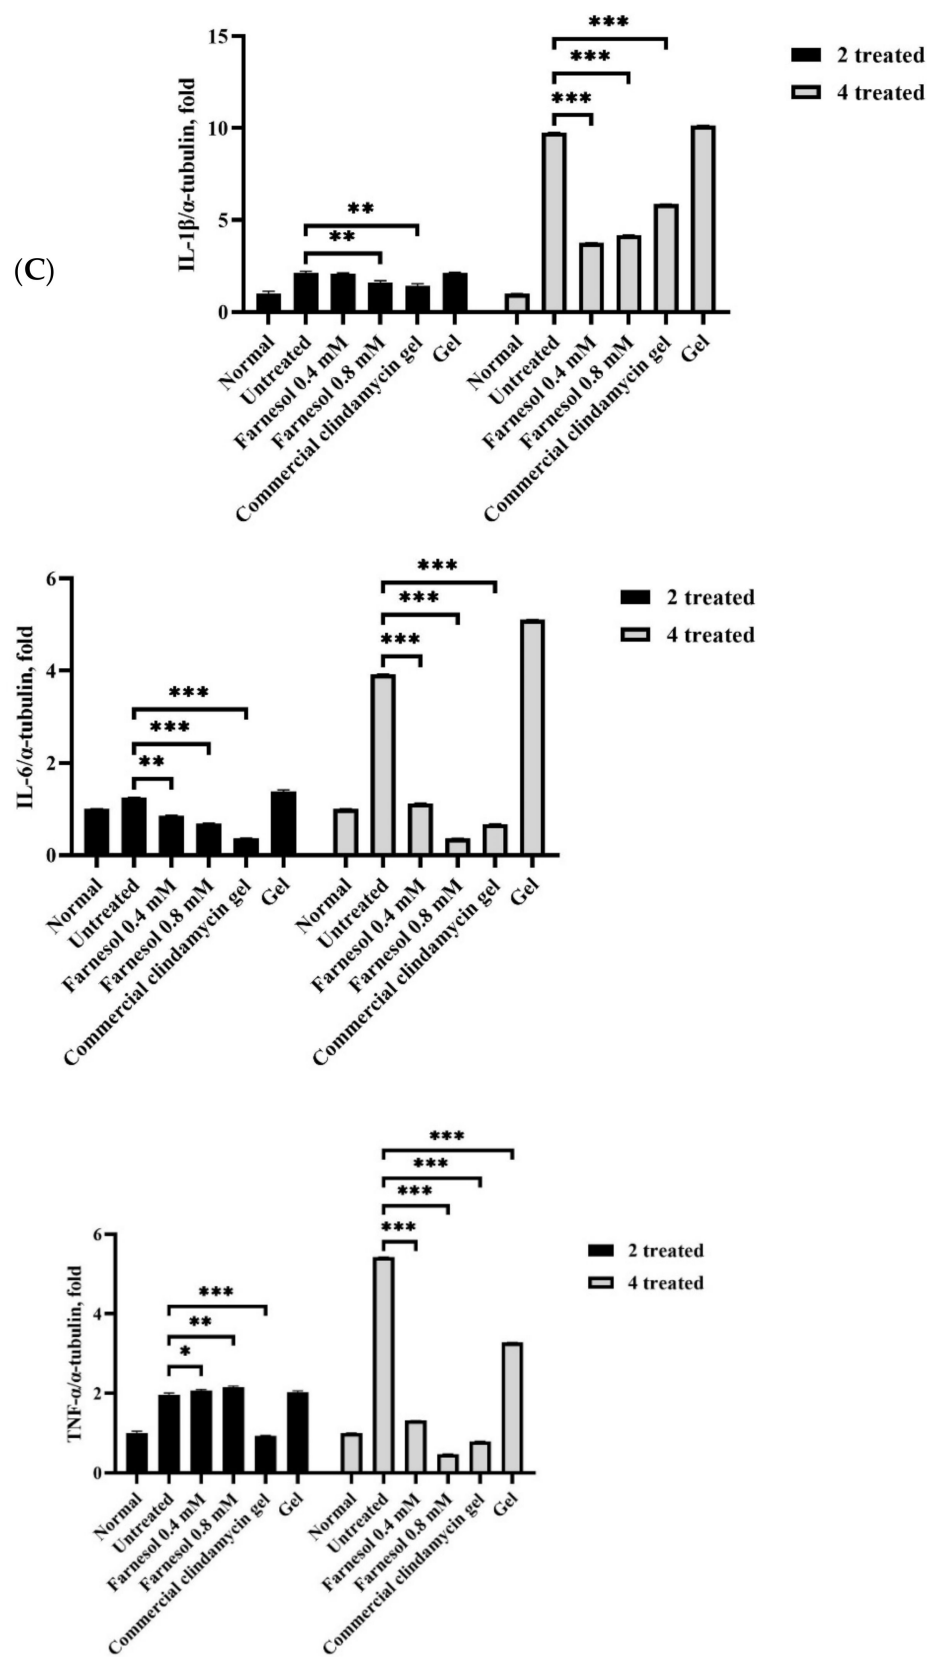 (C)
IL-1β/α-tubulin, fold
15
10
5
0
***
***
***
**
**
2 treated
4 treated
Normal
Untreated
Farnesol 0.4 mM
Farnesol 0.8 mM
Commercial clindamycin gel
Gel
Normal
Untreated
Farnesol 0.4 mM
Farnesol 0.8 mM
Commercial clindamycin gel
Gel
IL-6/α-tubulin, fold
6
4
2
0
***
***
***
***
***
**
2 treated
4 treated
Normal
Untreated
Farnesol 0.4 mM
Farnesol 0.8 mM
Commercial clindamycin gel
Gel
Normal
Untreated
Farnesol 0.4 mM
Farnesol 0.8 mM
Commercial clindamycin gel
Gel
TNF-α/α-tubulin, fold
6
4
2
0
***
***
***
***
***
**
*
2 treated
4 treated
Normal
Untreated
Farnesol 0.4 mM
Farnesol 0.8 mM
Commercial clindamycin gel
Gel
Normal
Untreated
Farnesol 0.4 mM
Farnesol 0.8 mM
Commercial clindamycin gel
Gel